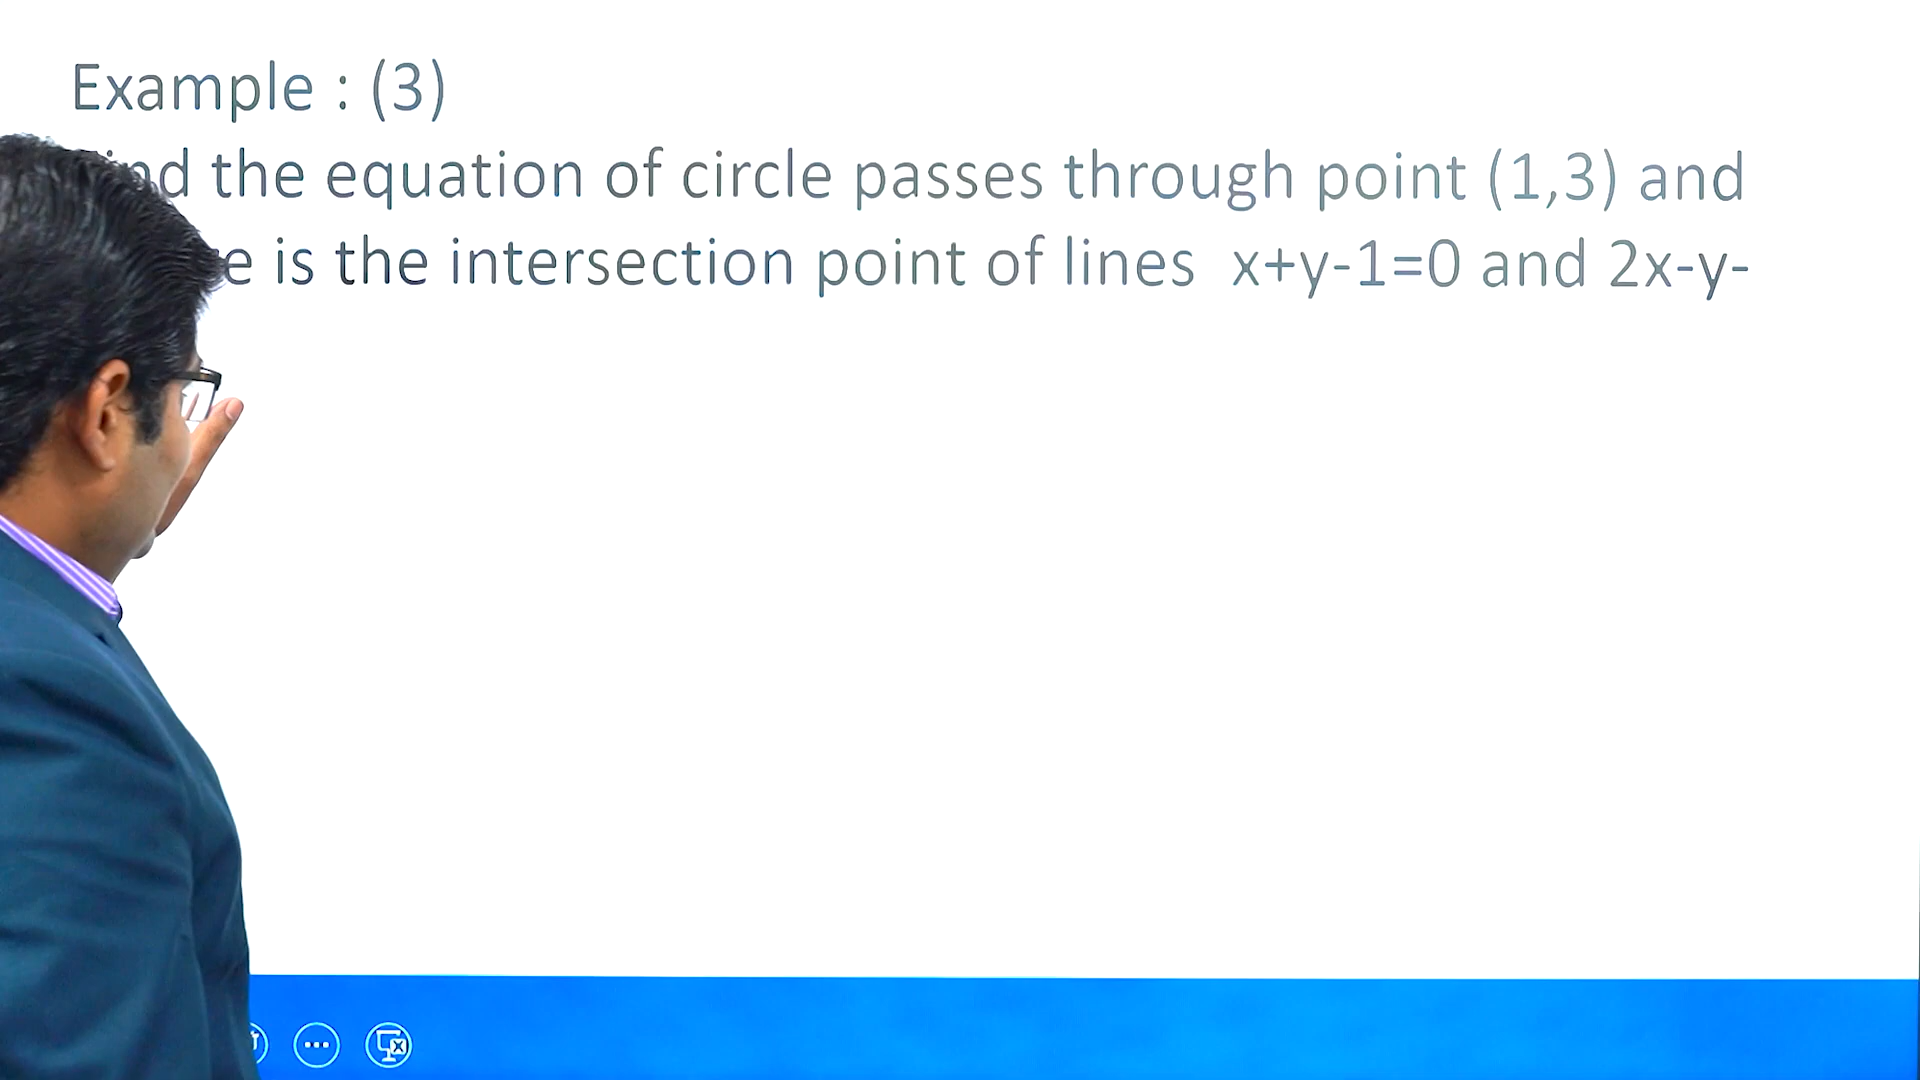 Example : (3)
the equation of circle passes through point (1,3) and
is the intersection point of lines x+y-1=0 and 2x-y-